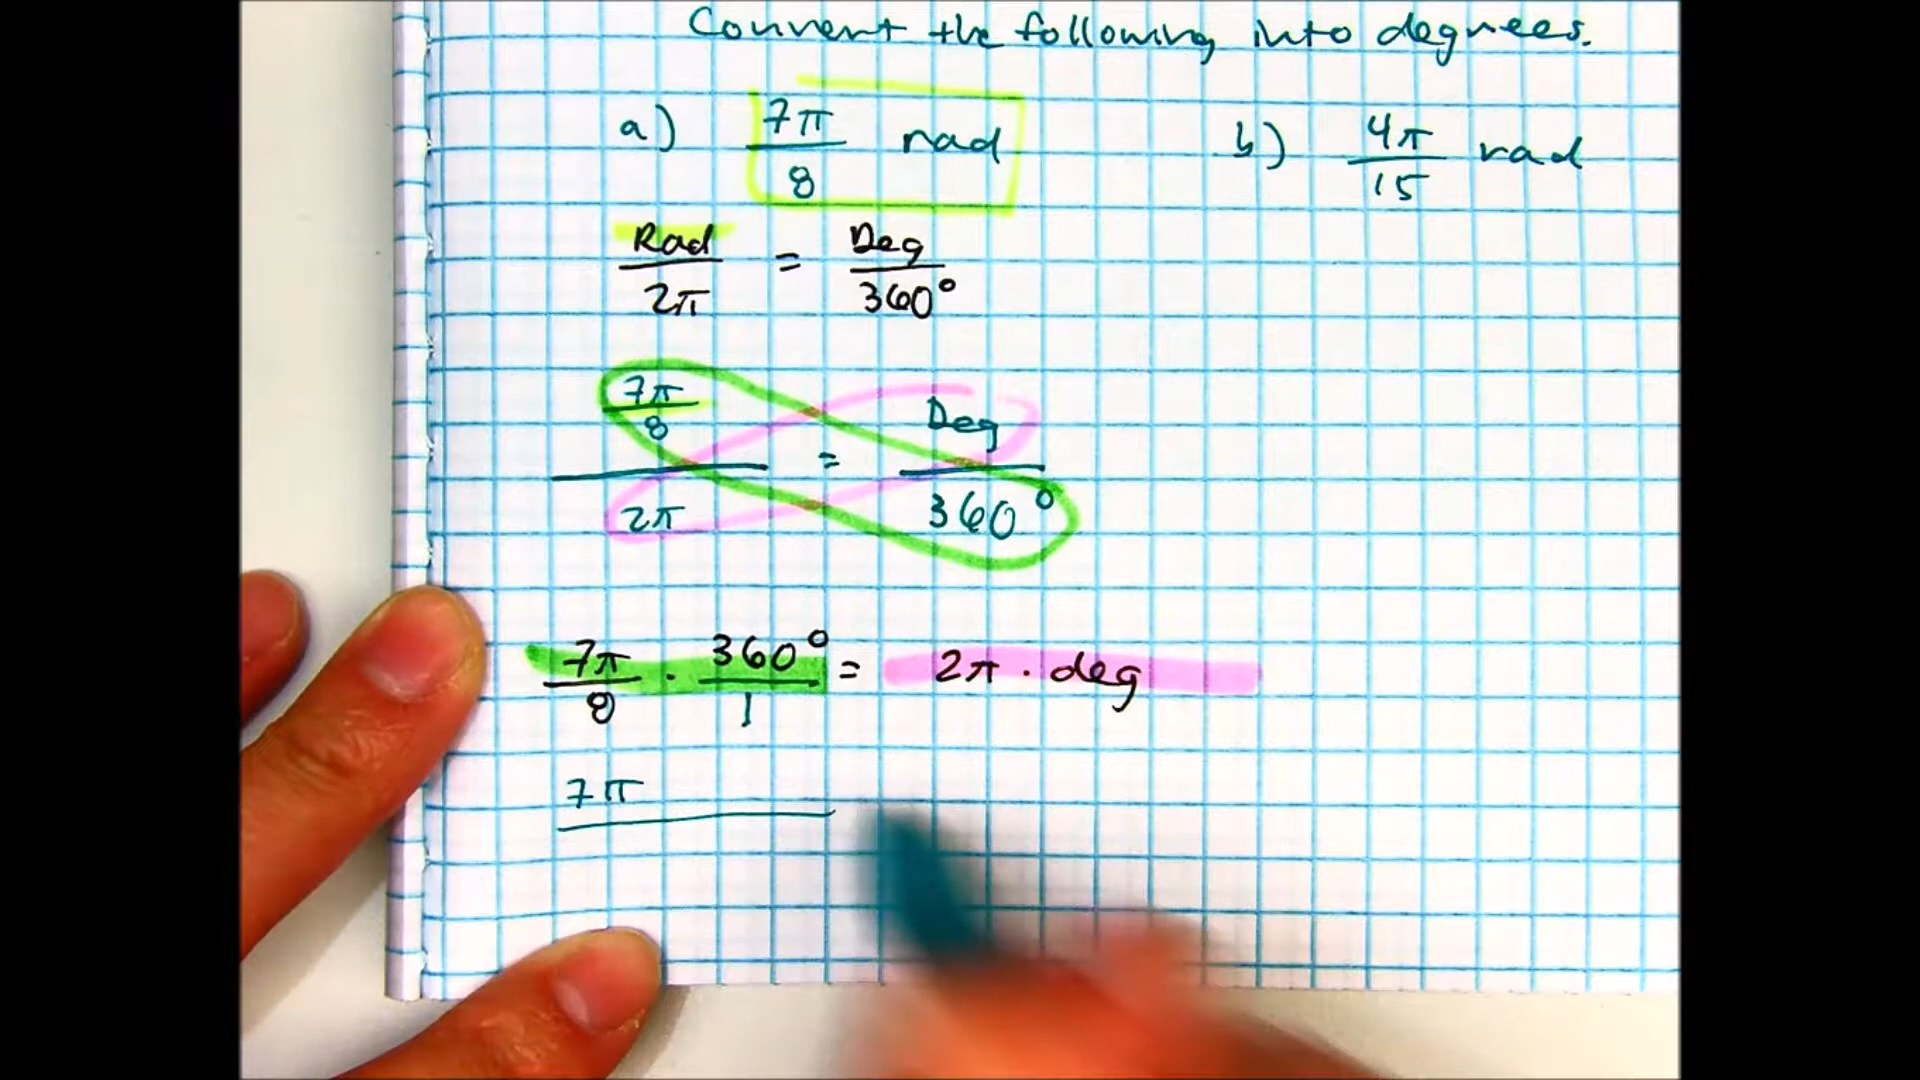 Convert the following into degrees.
a) 7π/8 rad b) 4π/15 rad
Rad/2π = Deg/360°
7π/8 / 2π = Deg/360°
7π/8 · 360°/1 = 2π · deg
7π